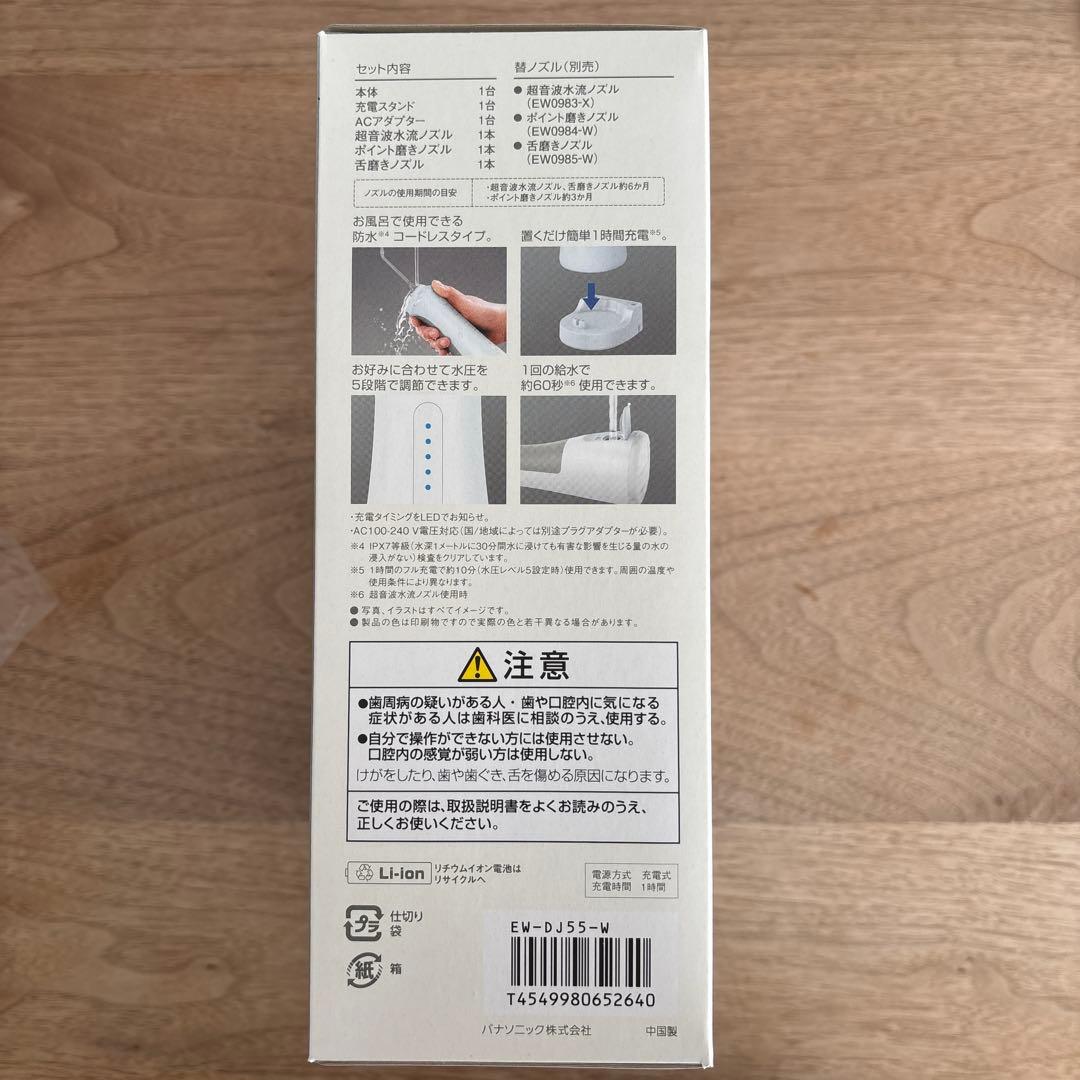 セット内容
本体 1台
充電スタンド 1台
ACアダプター 1台
超音波水流ノズル 1本
ポイント磨きノズル 1本
舌磨きノズル 1本
替ノズル(別売)
● 超音波水流ノズル
(EW0983-X)
● ポイント磨きノズル
(EW0984-W)
● 舌磨きノズル
(EW0985-W)
ノズルの使用期間の目安
・超音波水流ノズル、舌磨きノズル約6か月
・ポイント磨きノズル約3か月
お風呂で使用できる
防水※4 コードレスタイプ。
置くだけ簡単1時間充電※5。
お好みに合わせて水圧を
5段階で調節できます。
1回の給水で
約60秒※6 使用できます。
・充電タイミングをLEDでお知らせ。
・AC100-240 V電圧対応(国/地域によっては別途プラグアダプターが必要)。
※4 IPX7等級(水深1メートルに30分間水に浸けても有害な影響を生じる量の水の
浸入がない)検査をクリアしています。
※5 1時間のフル充電で約10分(水圧レベル5設定時)使用できます。周囲の温度や
使用条件により異なります。
※6 超音波水流ノズル使用時
● 写真、イラストはすべてイメージです。
● 製品の色は印刷物ですので実際の色と若干異なる場合があります。
注意
●歯周病の疑いがある人・歯や口腔内に気になる
症状がある人は歯科医に相談のうえ、使用する。
●自分で操作ができない方には使用させない。
口腔内の感覚が弱い方は使用しない。
けがをしたり、歯や歯ぐき、舌を傷める原因になります。
ご使用の際は、取扱説明書をよくお読みのうえ、
正しくお使いください。
Li-ion
リチウムイオン電池は
リサイクルへ
電源方式 充電式
充電時間 1時間
プラ
仕切り
袋
紙
箱
EW-DJ55-W
T4549980652640
パナソニック株式会社
中国製